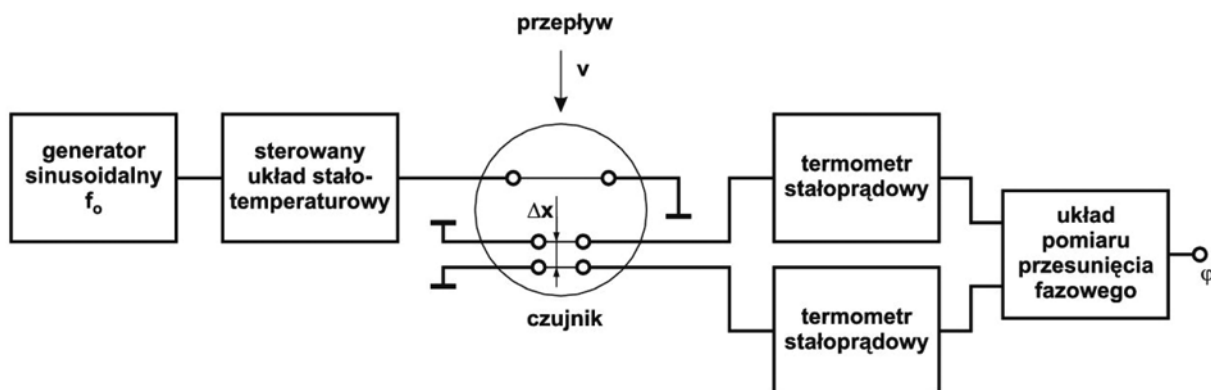 przepływ
v
generator
sinusoidalny
fo
sterowany
układ stało-
temperaturowy
Δx
czujnik
termometr
stałoprądowy
termometr
stałoprądowy
układ
pomiaru
przesunięcia
fazowego
φ